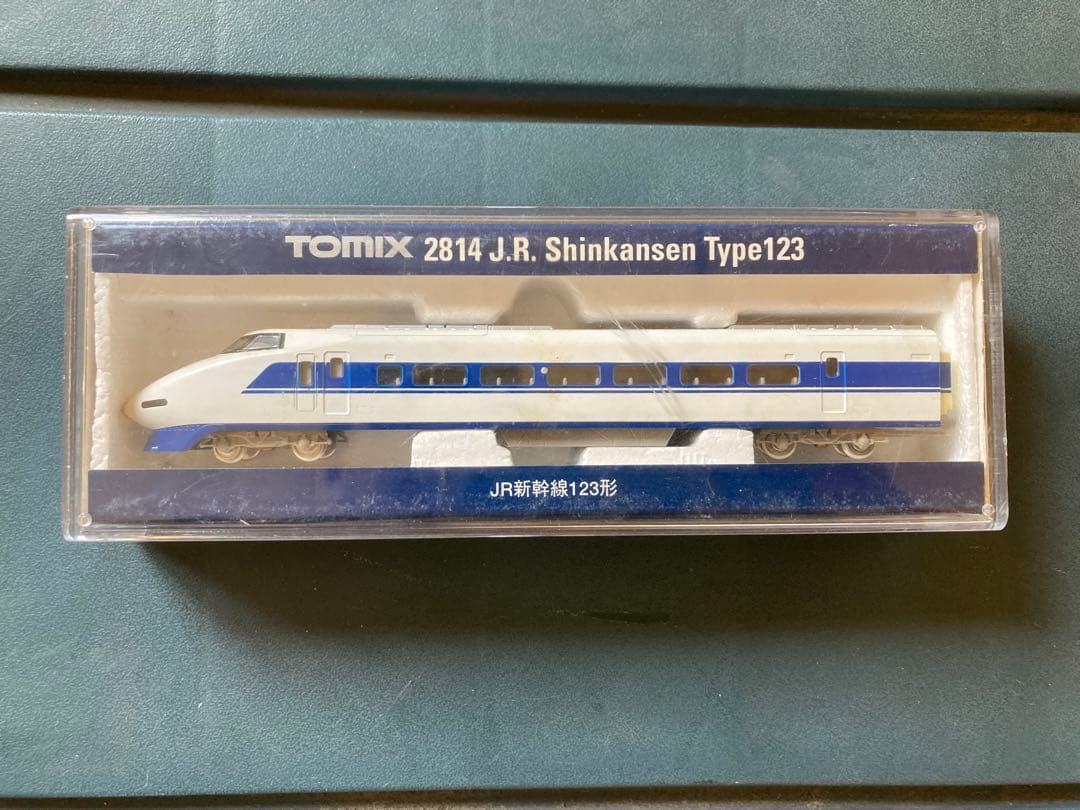 TOMIX 2814 J.R. Shinkansen Type123
JR新幹線123形